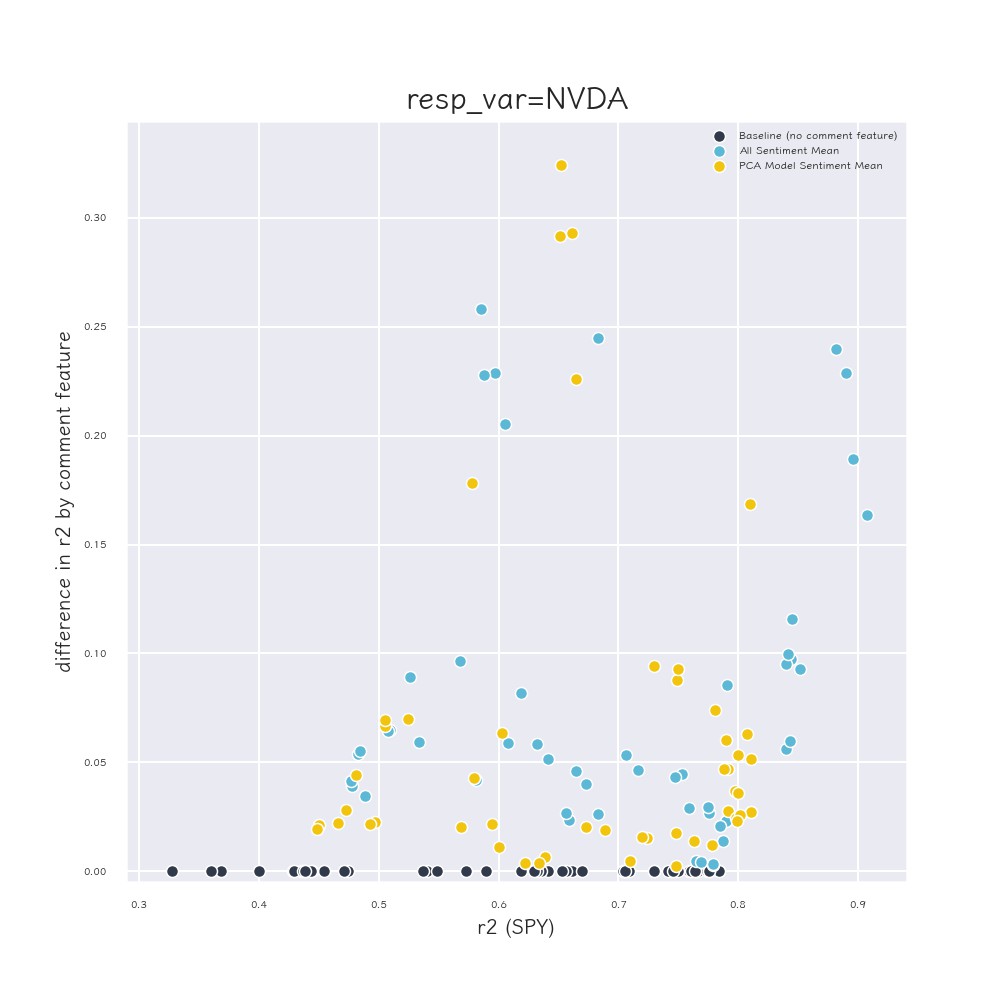 resp_var=NVDA
Baseline (no comment feature)
All Sentiment Mean
PCA Model Sentiment Mean
difference in r2 by comment feature
0.30
0.25
0.20
0.15
0.10
0.05
0.00
0.3 0.4 0.5 0.6 0.7 0.8 0.9
r2 (SPY)